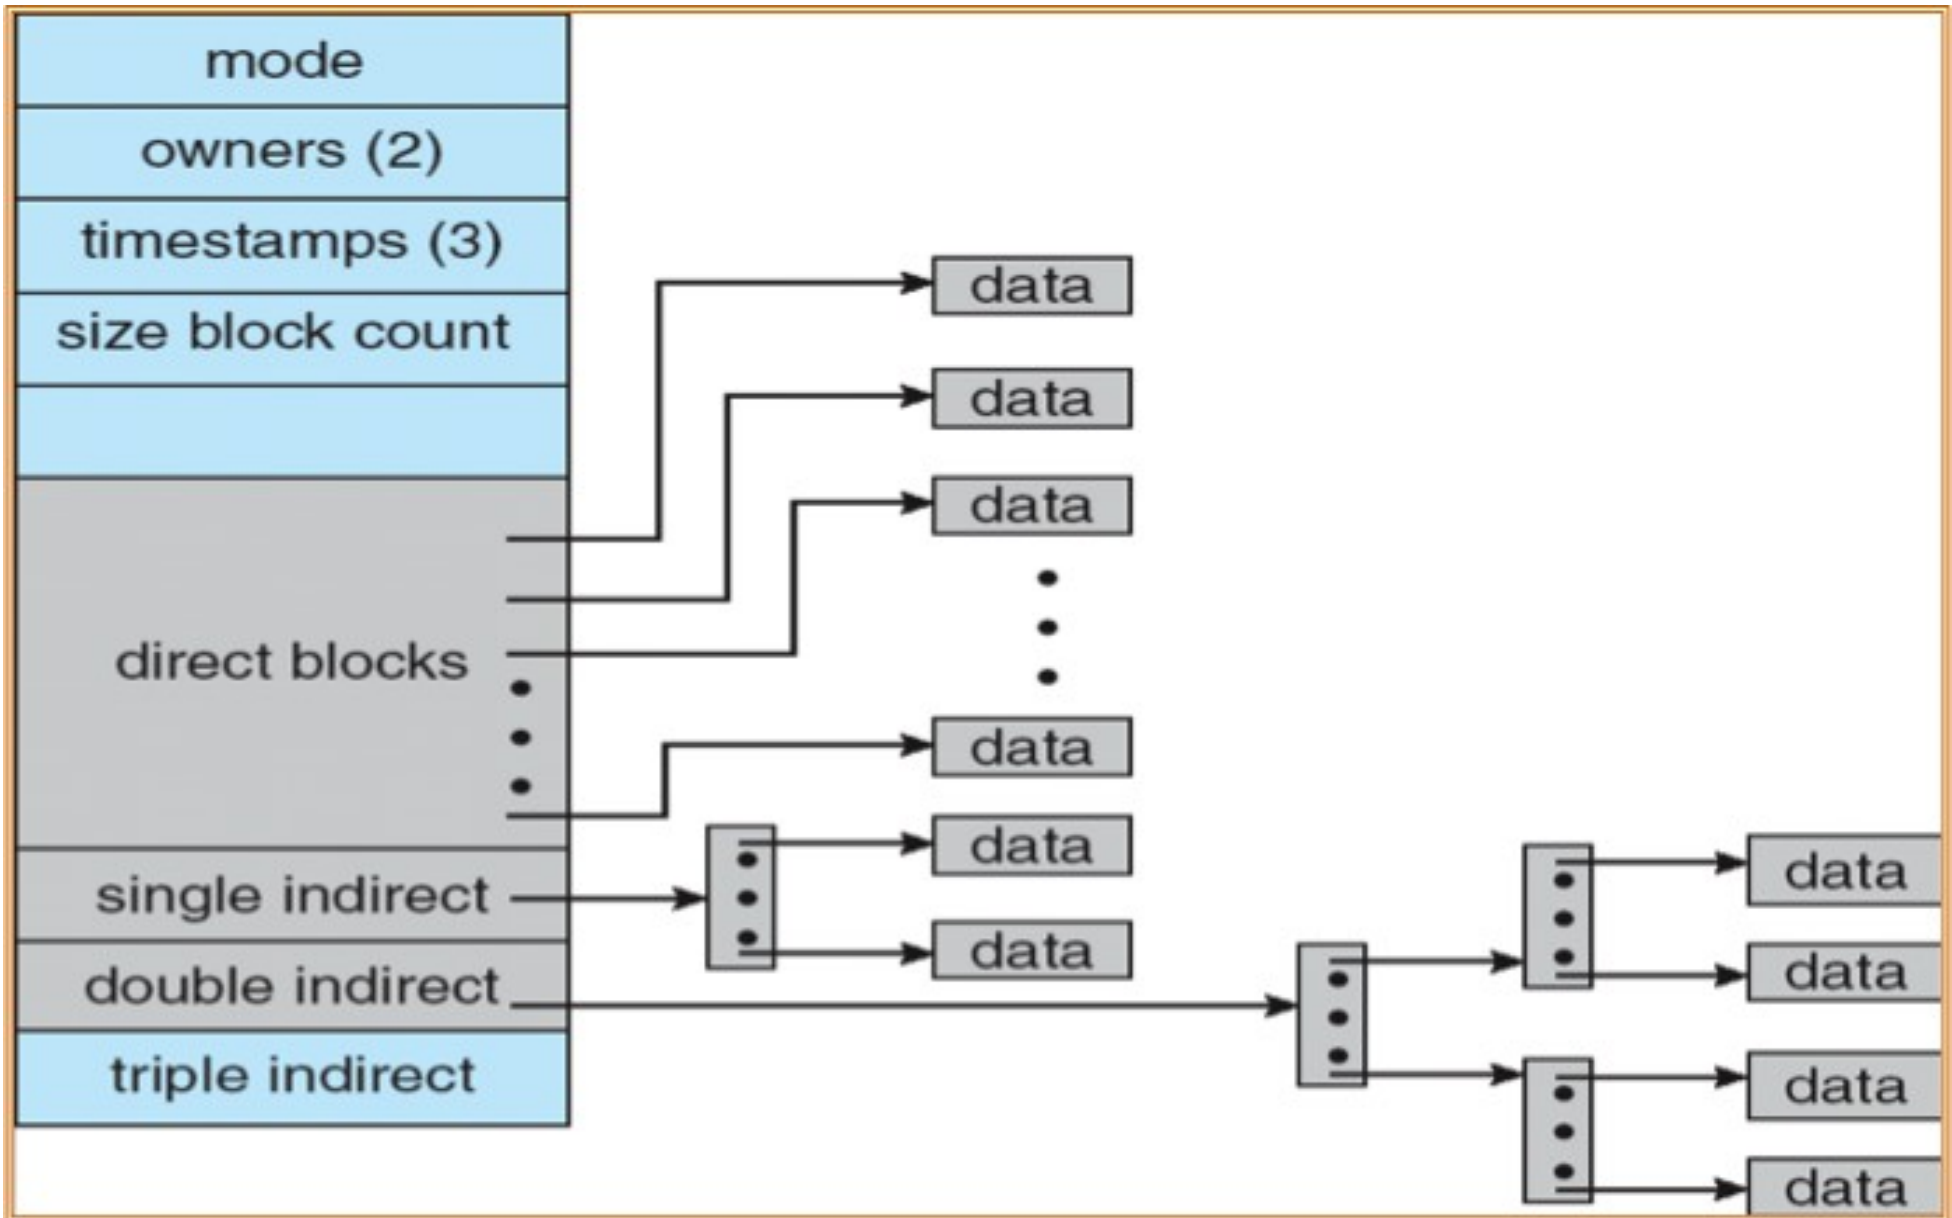 mode
owners (2)
timestamps (3)
size block count
direct blocks
single indirect
double indirect
triple indirect
data
data
data
data
data
data
data
data
data
data